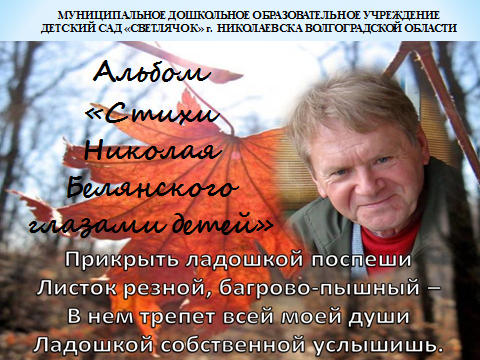 МУНИЦИПАЛЬНОЕ ДОШКОЛЬНОЕ ОБРАЗОВАТЕЛЬНОЕ УЧРЕЖДЕНИЕ
ДЕТСКИЙ САД «СВЕТЛЯЧОК» г. НИКОЛАЕВСКА ВОЛГОГРАДСКОЙ ОБЛАСТИ
Альбом
«Стихи
Николая
Белянского
глазами детей»
Прикрыть ладошкой поспеши
Листок резной, багрово-пышный –
В нем трепет всей моей души
Ладошкой собственной услышишь.